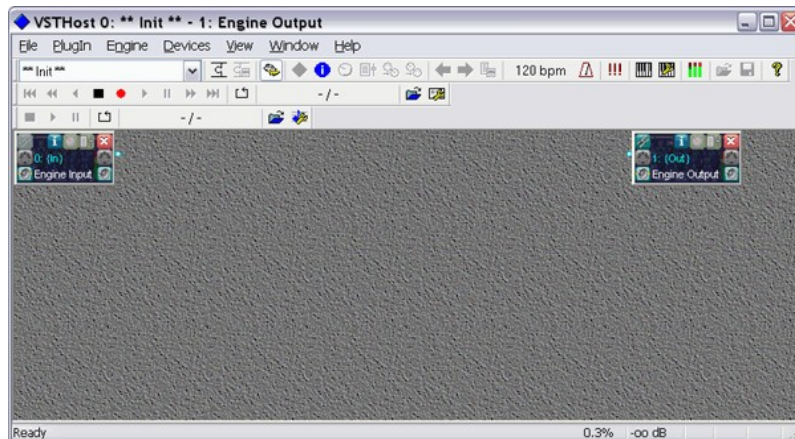 VSTHost 0: ** Init ** - 1: Engine Output
File PlugIn Engine Devices View Window Help
** Init ** 120 bpm
-/-
-/-
0: (In)
Engine Input
1: (Out)
Engine Output
Ready 0.3% -oo dB